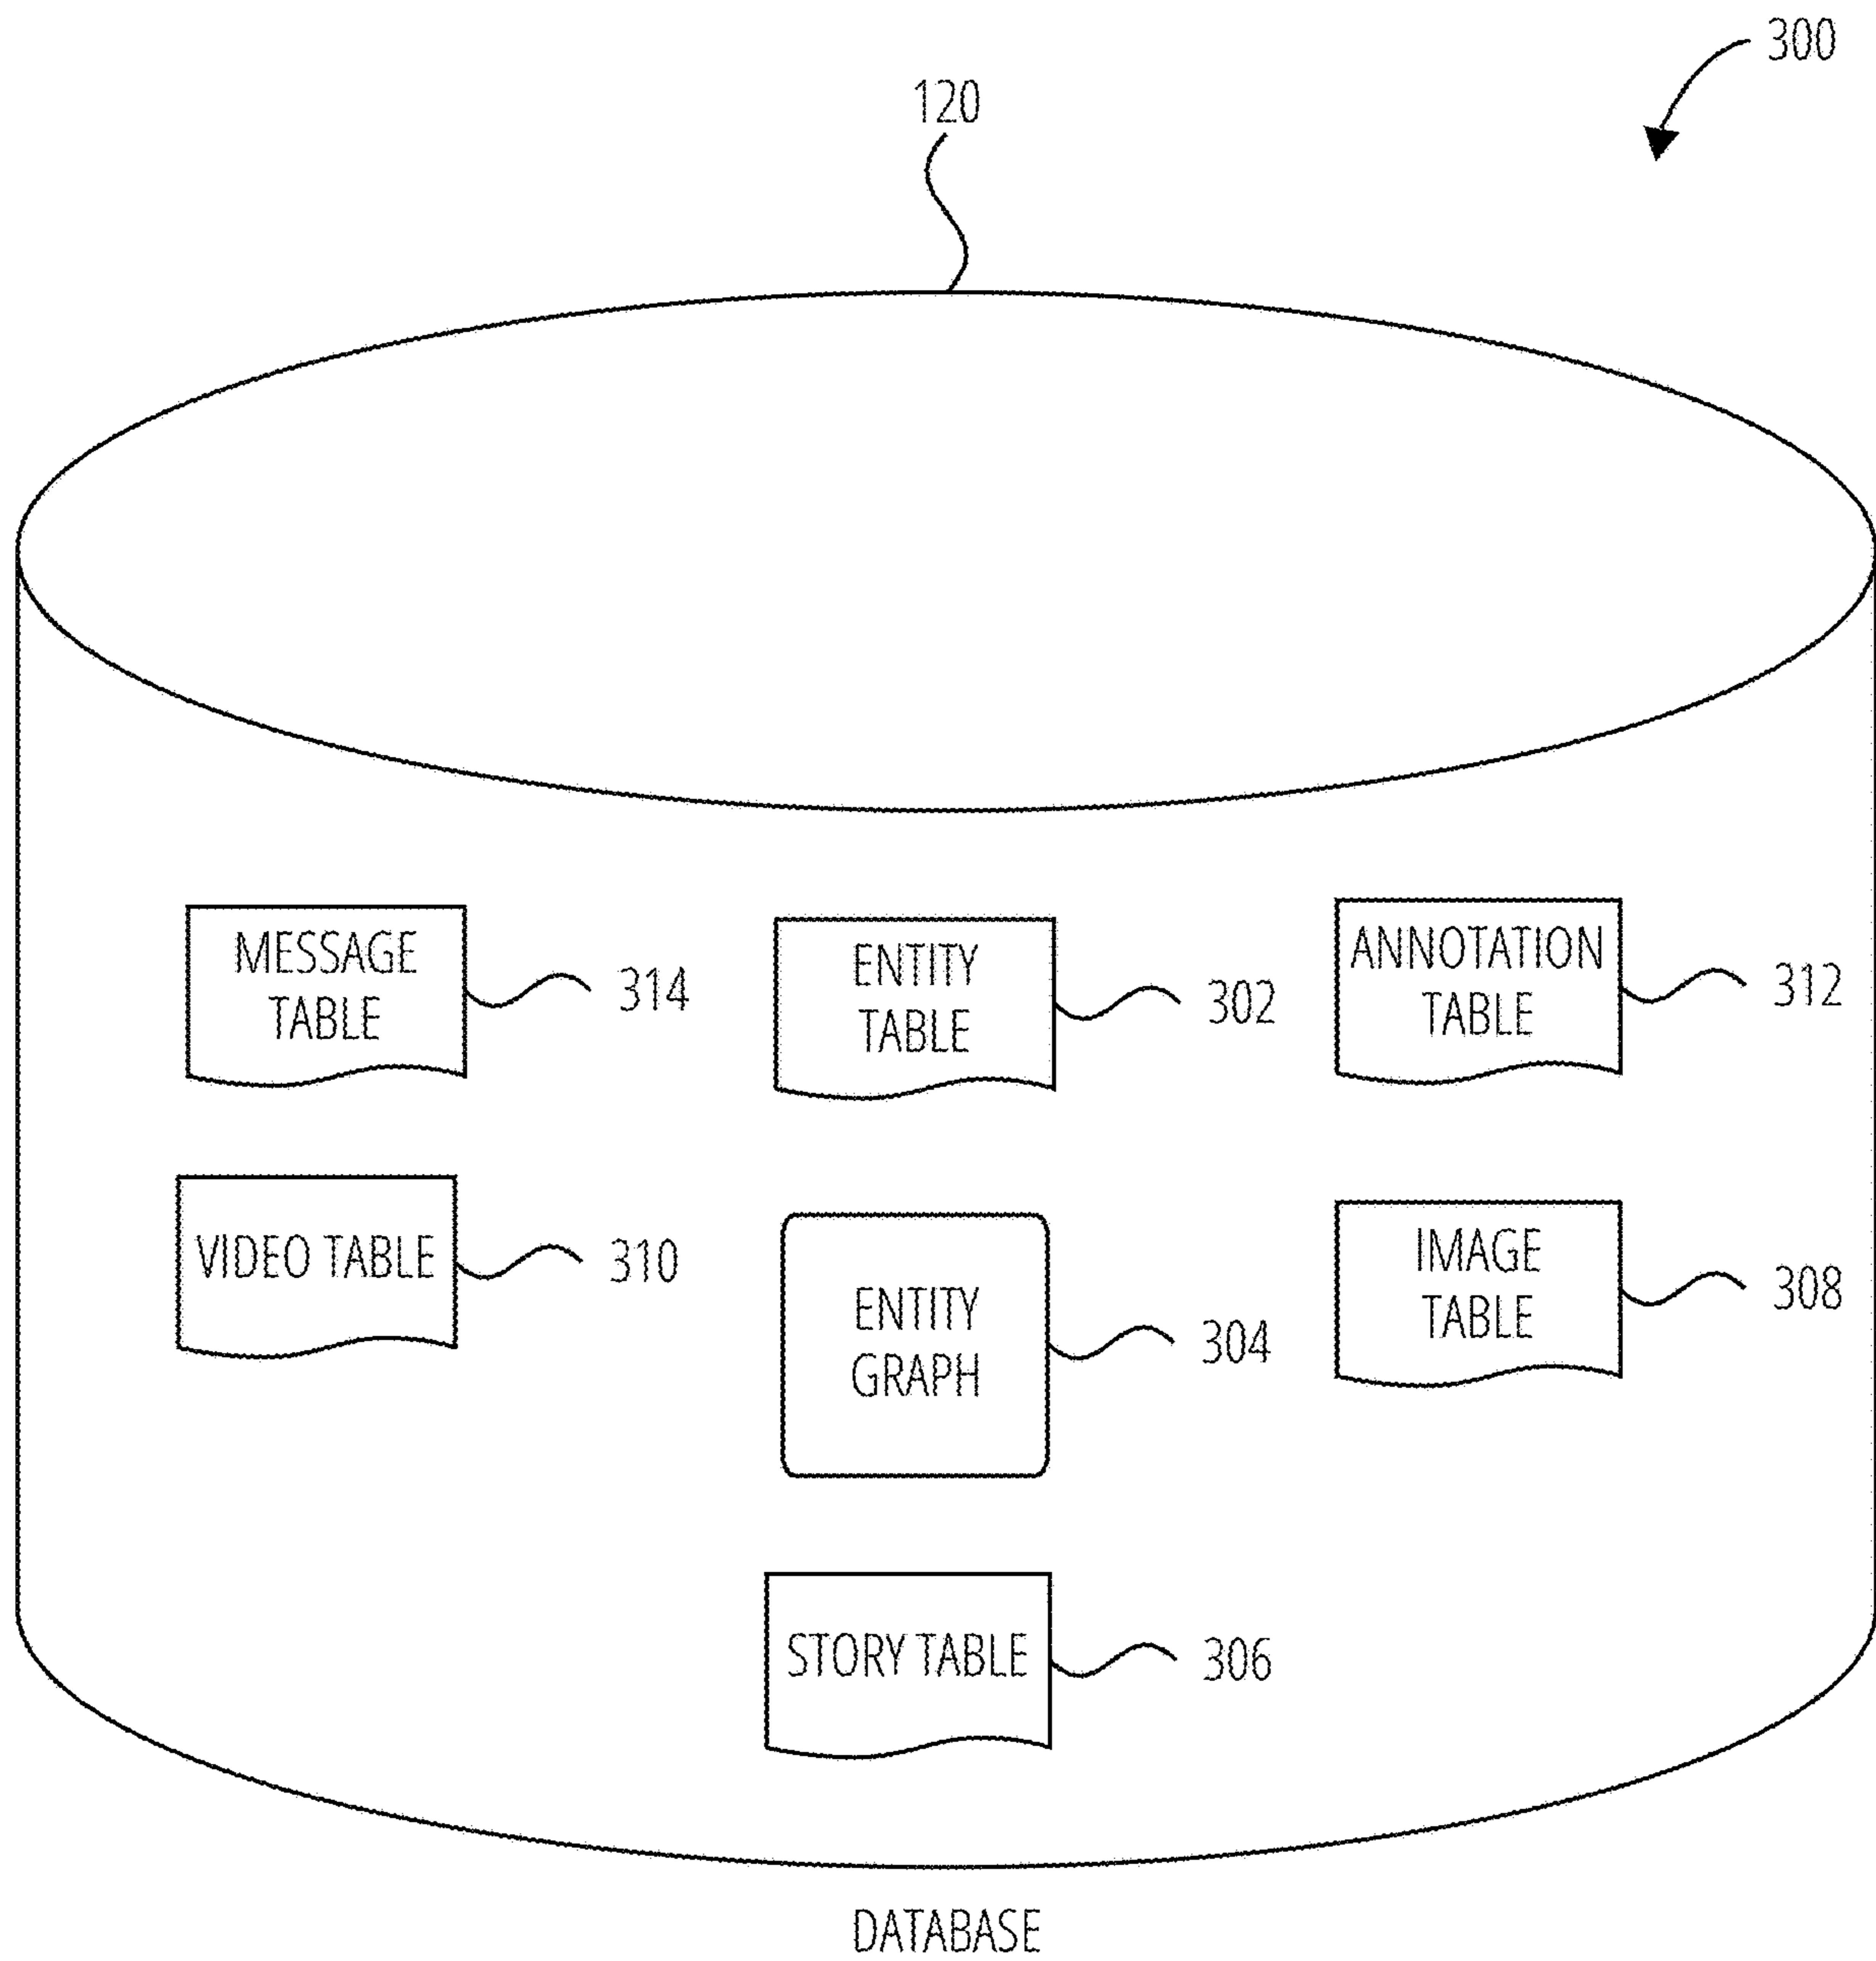 300
120
MESSAGE
TABLE
314
ENTITY
TABLE
302
ANNOTATION
TABLE
312
VIDEO TABLE
310
ENTITY
GRAPH
304
IMAGE
TABLE
308
STORY TABLE
306
DATABASE